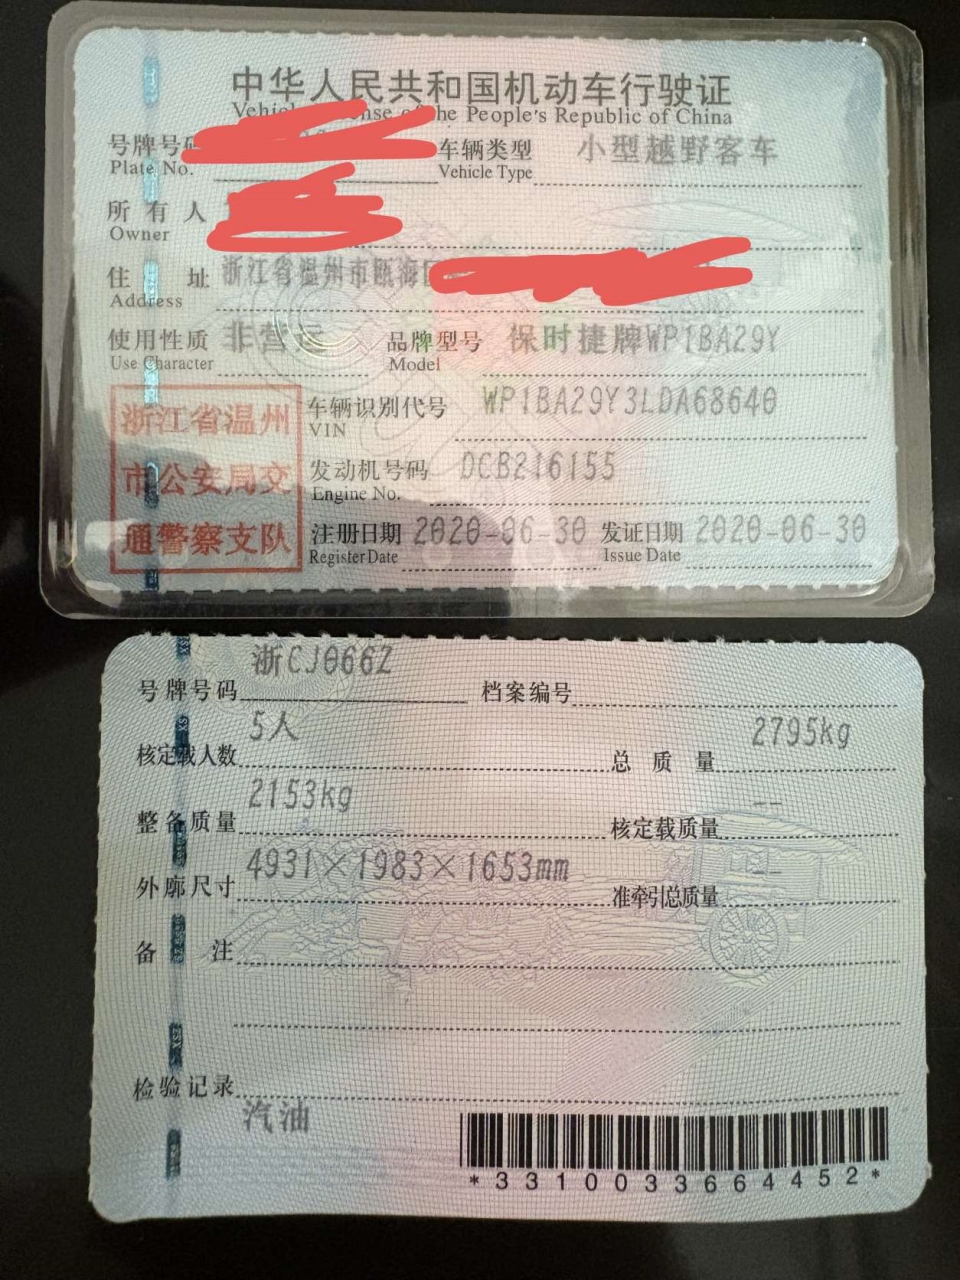 中华人民共和国机动车行驶证
Vehicle License of the People's Republic of China
号牌号码 车辆类型 小型越野客车
Plate No. Vehicle Type
所有人
Owner
住址 浙江省温州市瓯海区
Address
使用性质 非营运 品牌型号 保时捷牌WP1BA29Y
Use Character Model
浙江省温州
市公安局交
通警察支队
车辆识别代号 WP1BA29Y3LDA68640
VIN
发动机号码 DCB216155
Engine No.
注册日期 2020-06-30 发证日期 2020-06-30
Register Date Issue Date
号牌号码 浙CJ066Z 档案编号
核定载人数 5人 总质量 2795kg
整备质量 2153kg 核定载质量 --
外廓尺寸 4931×1983×1653mm 准牵引总质量 --
备注
检验记录
汽油
*3310033664452*